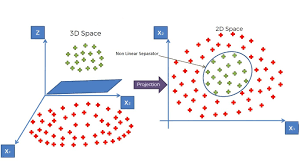 3D Space
Z
X₂
X₁
Non Linear Separator
Projection
2D Space
X₂
X₁